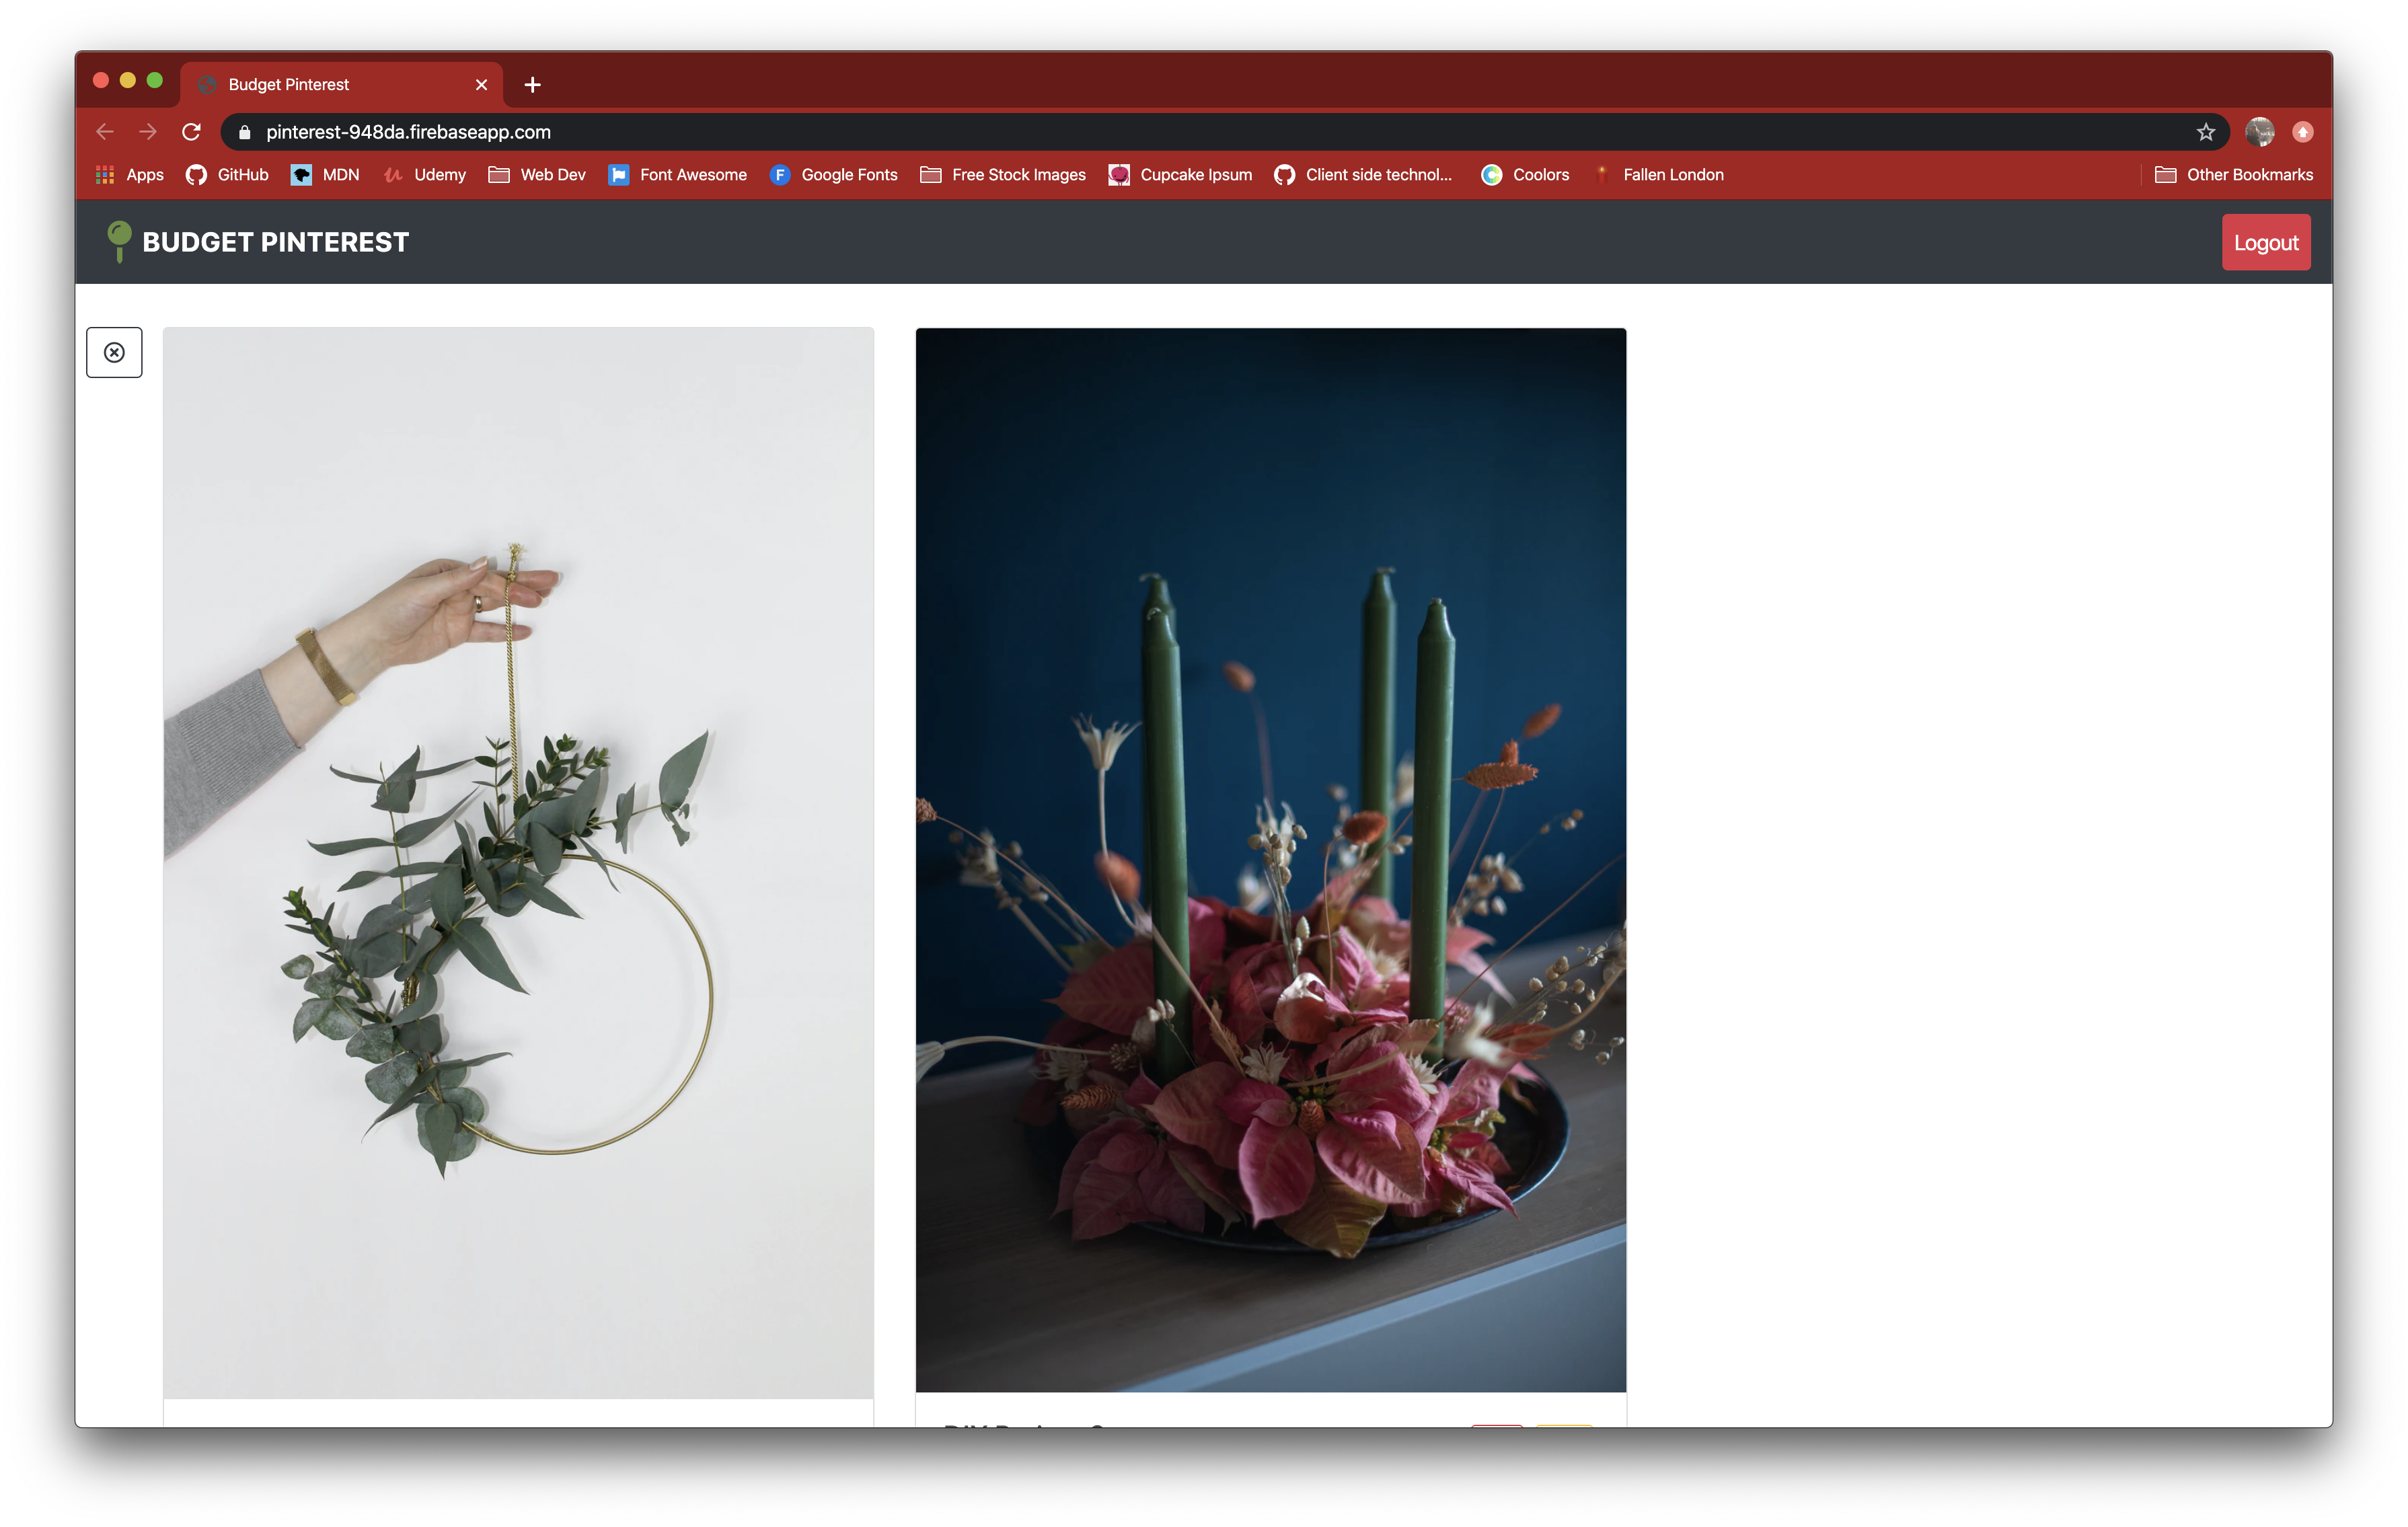 Budget Pinterest
pinterest-948da.firebaseapp.com
Apps GitHub MDN Udemy Web Dev Font Awesome Google Fonts Free Stock Images Cupcake Ipsum Client side technol... Coolors Fallen London Other Bookmarks
BUDGET PINTEREST
Logout